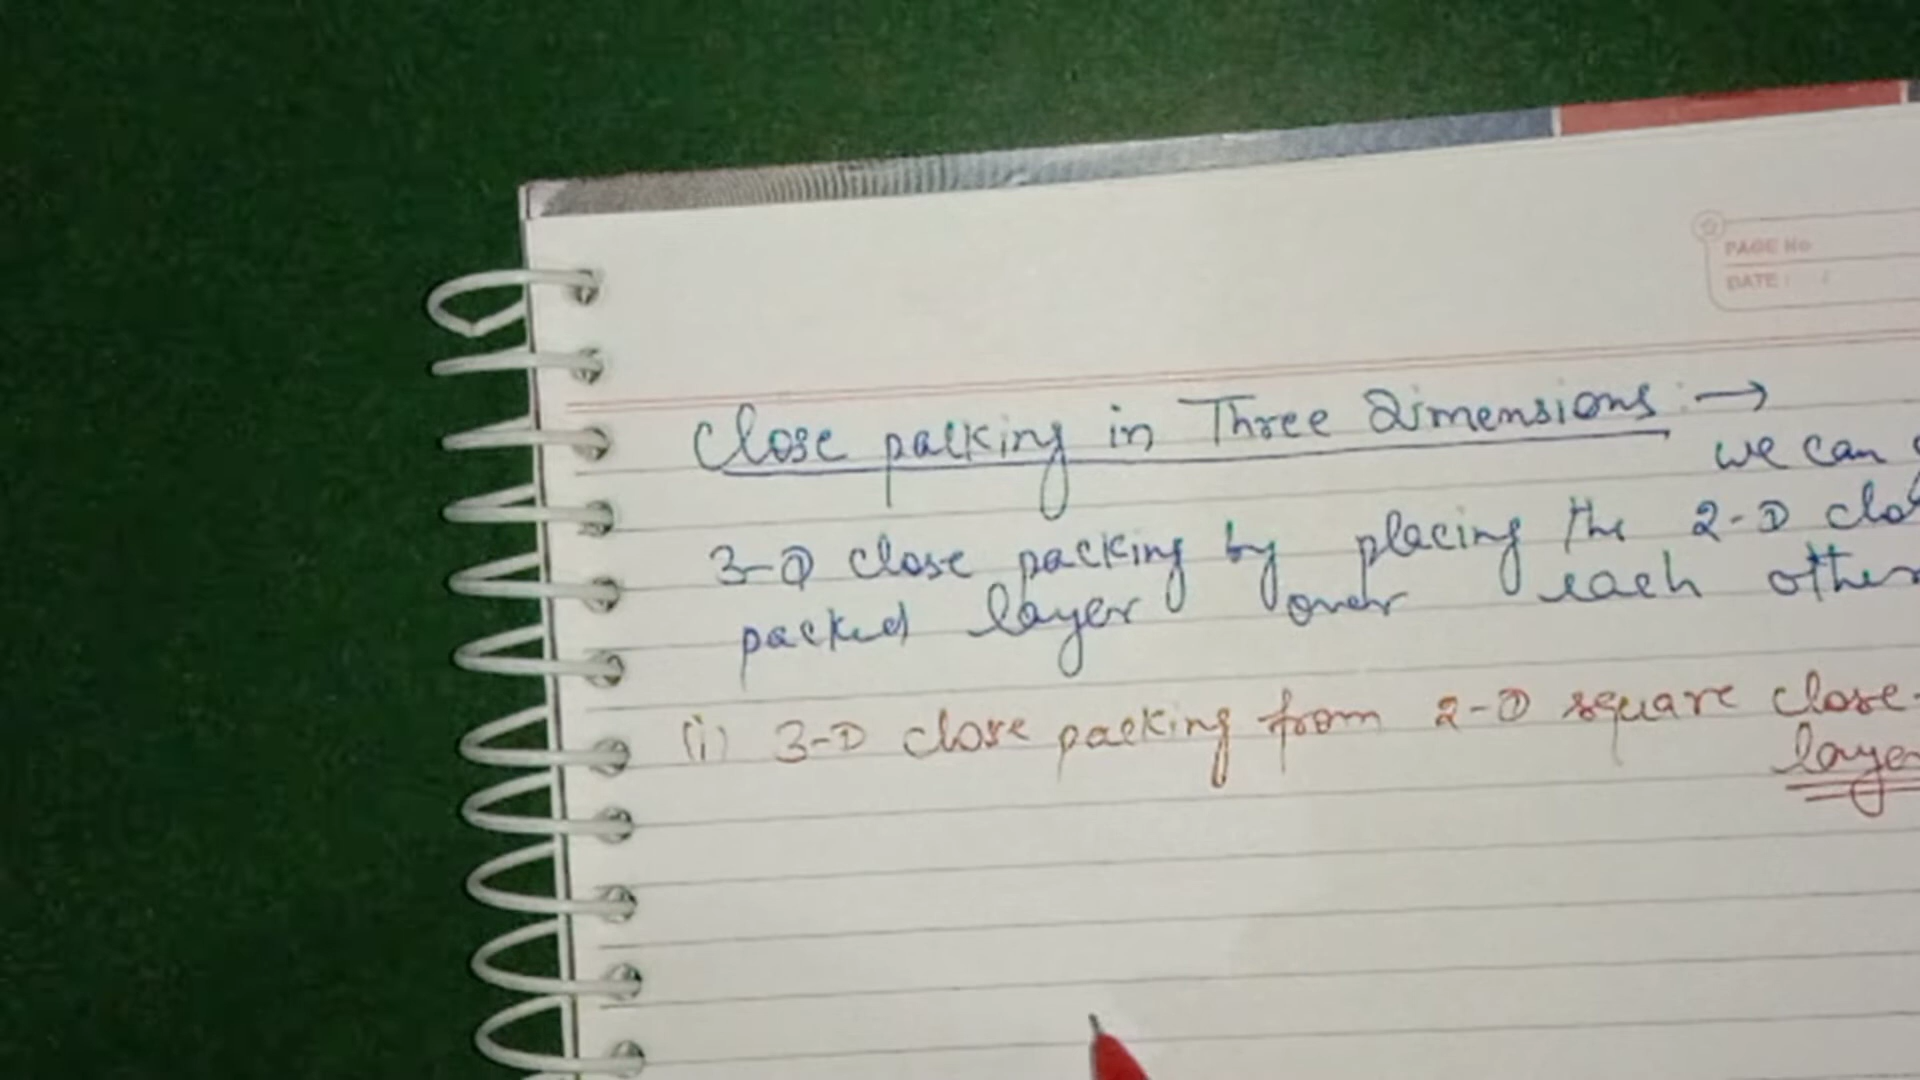 PAGE No
DATE :
Close packing in Three Dimensions :→
we can
3-D close packing by placing the 2-D clo
packed layer over each other
(i) 3-D close packing from 2-D square close-
laye